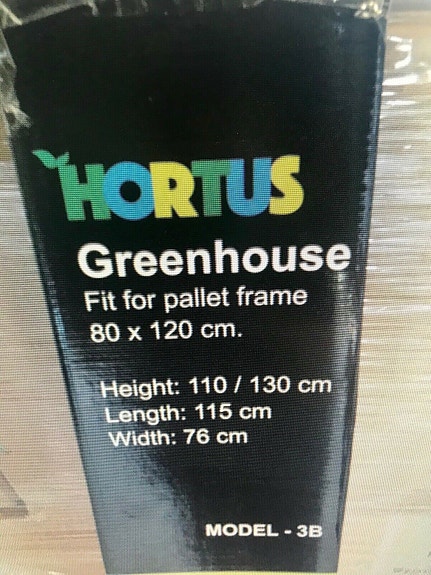 HORTUS
Greenhouse
Fit for pallet frame
80 x 120 cm.
Height: 110 / 130 cm
Length: 115 cm
Width: 76 cm
MODEL - 3B